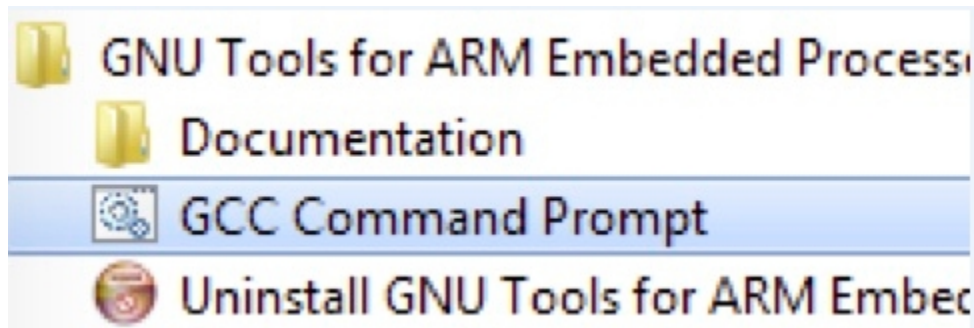 GNU Tools for ARM Embedded Process
Documentation
GCC Command Prompt
Uninstall GNU Tools for ARM Embed